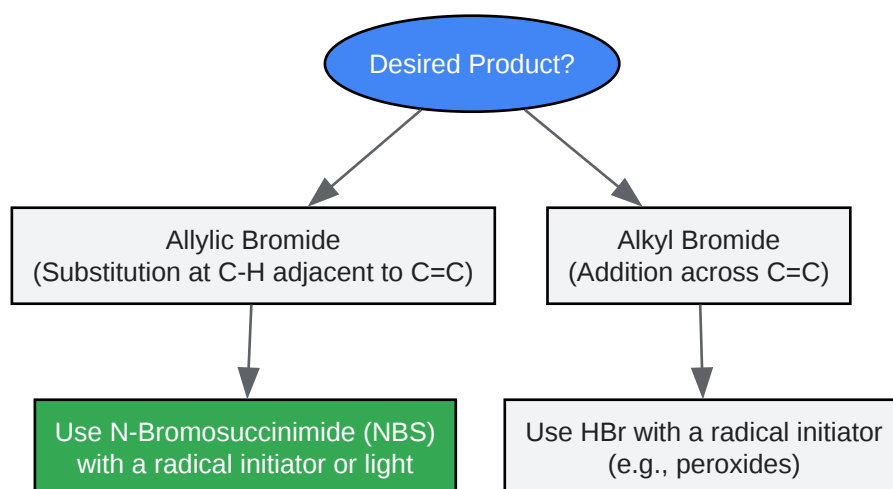 Desired Product?
Allylic Bromide
(Substitution at C-H adjacent to C=C)
Alkyl Bromide
(Addition across C=C)
Use N-Bromosuccinimide (NBS)
with a radical initiator or light
Use HBr with a radical initiator
(e.g., peroxides)